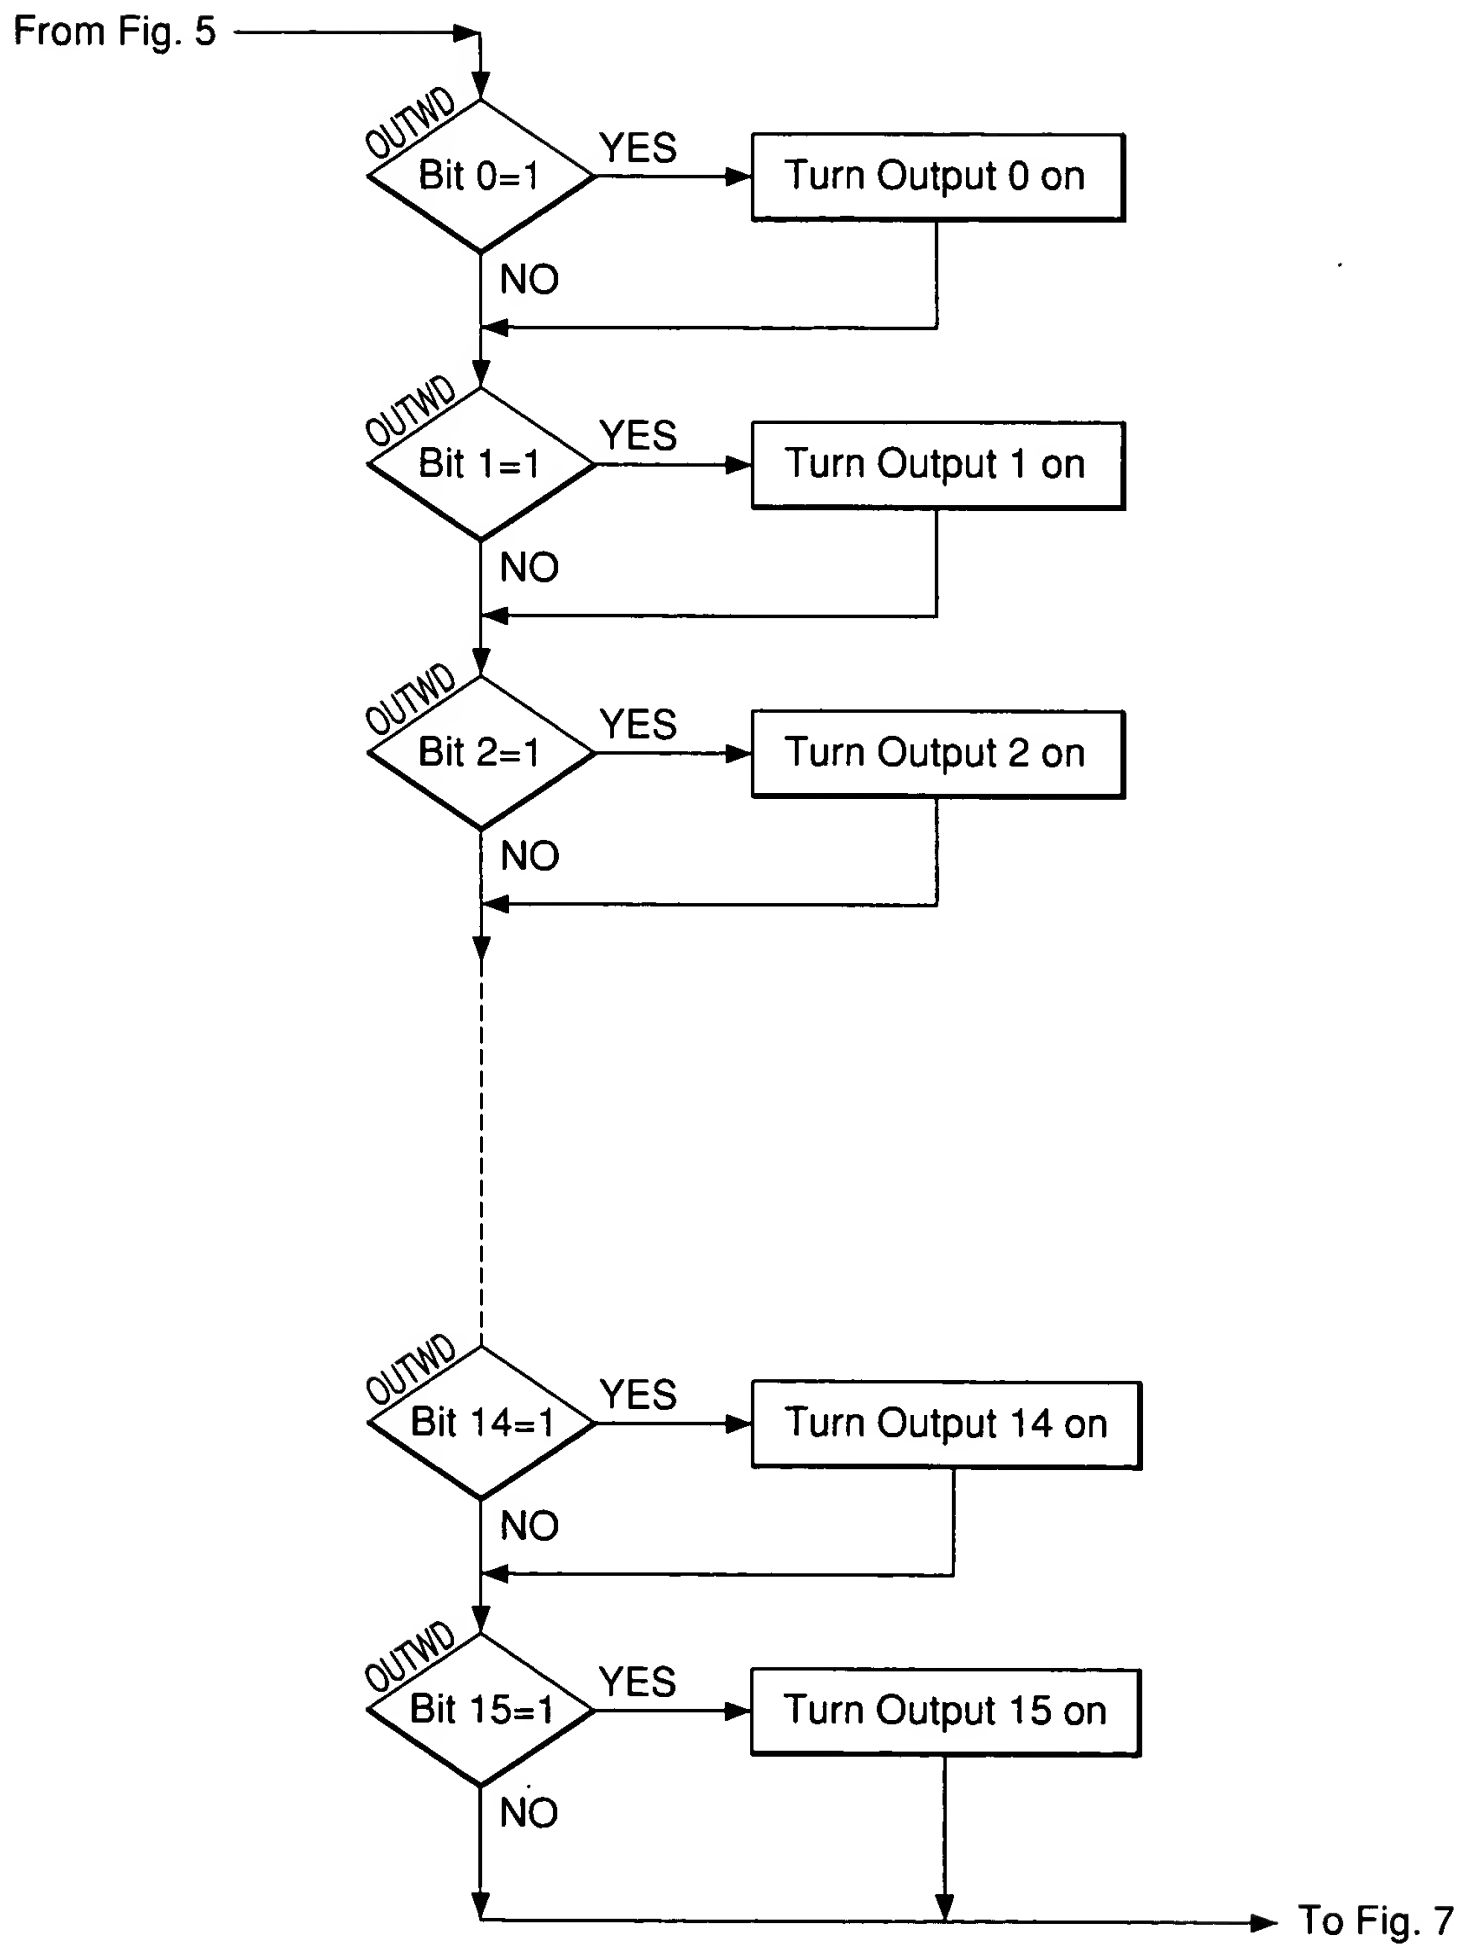 From Fig. 5
OUTWD
Bit 0=1
YES
Turn Output 0 on
NO
OUTWD
Bit 1=1
YES
Turn Output 1 on
NO
OUTWD
Bit 2=1
YES
Turn Output 2 on
NO
OUTWD
Bit 14=1
YES
Turn Output 14 on
NO
OUTWD
Bit 15=1
YES
Turn Output 15 on
NO
To Fig. 7